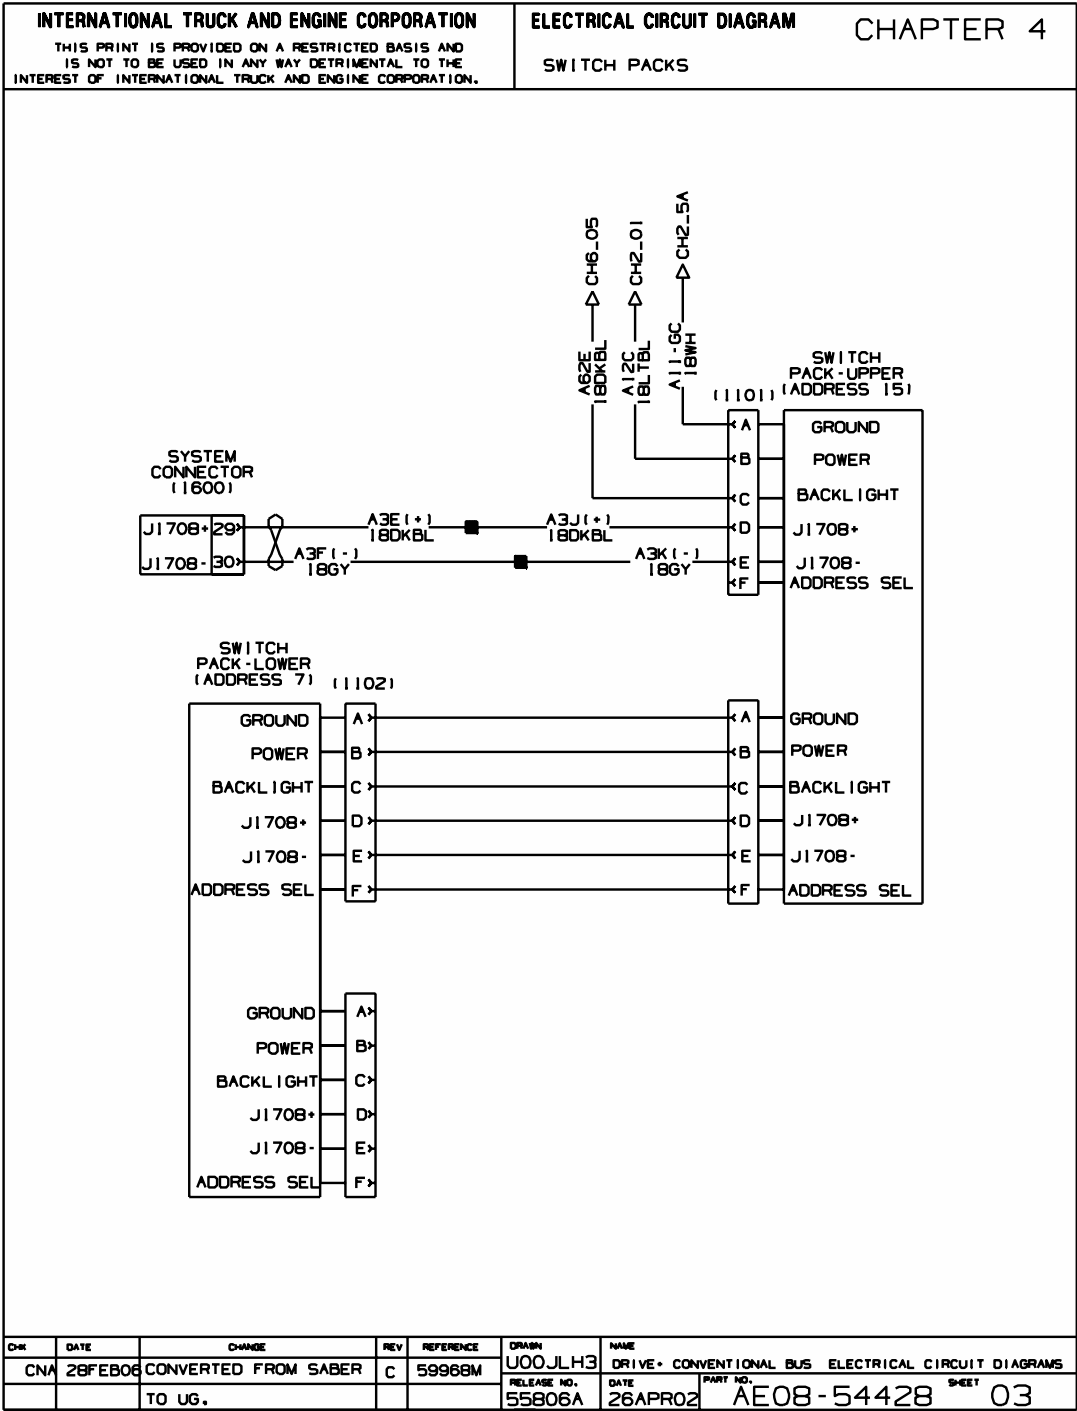 INTERNATIONAL TRUCK AND ENGINE CORPORATION
THIS PRINT IS PROVIDED ON A RESTRICTED BASIS AND
IS NOT TO BE USED IN ANY WAY DETRIMENTAL TO THE
INTEREST OF INTERNATIONAL TRUCK AND ENGINE CORPORATION.
ELECTRICAL CIRCUIT DIAGRAM
SWITCH PACKS
CHAPTER 4
CH6_05
CH2_01
CH2_5A
A62E
18DKBL
A12C
18LTBL
A11-GC
18WH
SWITCH
PACK-UPPER
(ADDRESS 15)
(1101)
A GROUND
B POWER
C BACKLIGHT
D J1708+
E J1708-
F ADDRESS SEL
SYSTEM
CONNECTOR
(1600)
J1708+ 29
J1708- 30
A3E(+)
18DKBL
A3J(+)
18DKBL
A3F(-)
18GY
A3K(-)
18GY
SWITCH
PACK-LOWER
(ADDRESS 7)
(1102)
GROUND A
POWER B
BACKLIGHT C
J1708+ D
J1708- E
ADDRESS SEL F
A GROUND
B POWER
C BACKLIGHT
D J1708+
E J1708-
F ADDRESS SEL
GROUND A
POWER B
BACKLIGHT C
J1708+ D
J1708- E
ADDRESS SEL F
CHK DATE CHANGE REV REFERENCE
CNA 28FEB06 CONVERTED FROM SABER C 59968M
TO UG.
DRAWN
U00JLH3
NAME
DRIVE+ CONVENTIONAL BUS ELECTRICAL CIRCUIT DIAGRAMS
RELEASE NO.
55806A
DATE
26APR02
PART NO.
AE08-54428
SHEET
03